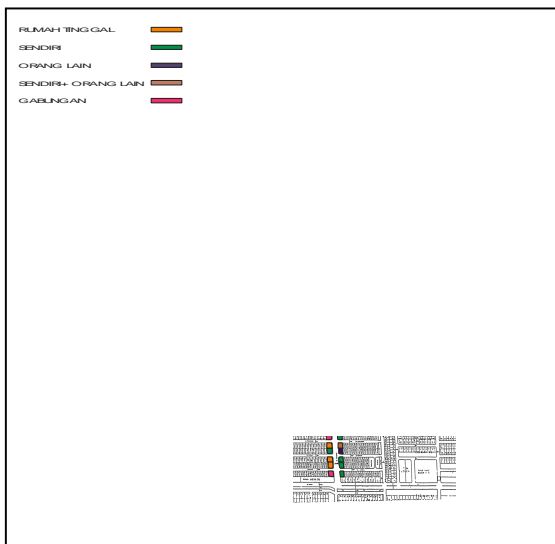 RUMAH TINGGAL
SENDIRI
ORANG LAIN
SENDIRI+ ORANG LAIN
GABUNGAN